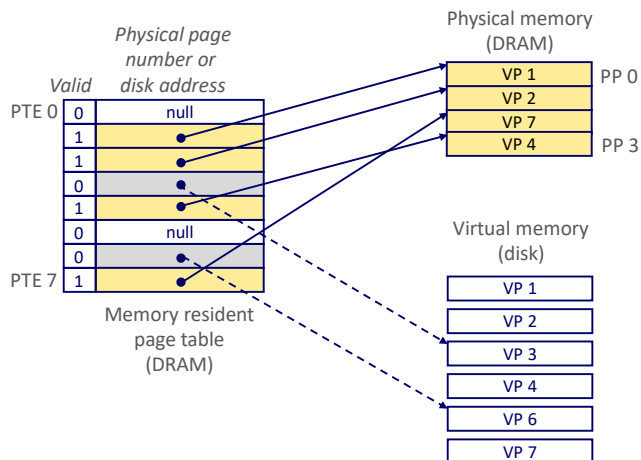 Physical page
number or
disk address
Valid
PTE 0
0
null
1
1
0
1
0
null
0
PTE 7
1
Memory resident
page table
(DRAM)
Physical memory
(DRAM)
VP 1
PP 0
VP 2
VP 7
VP 4
PP 3
Virtual memory
(disk)
VP 1
VP 2
VP 3
VP 4
VP 6
VP 7